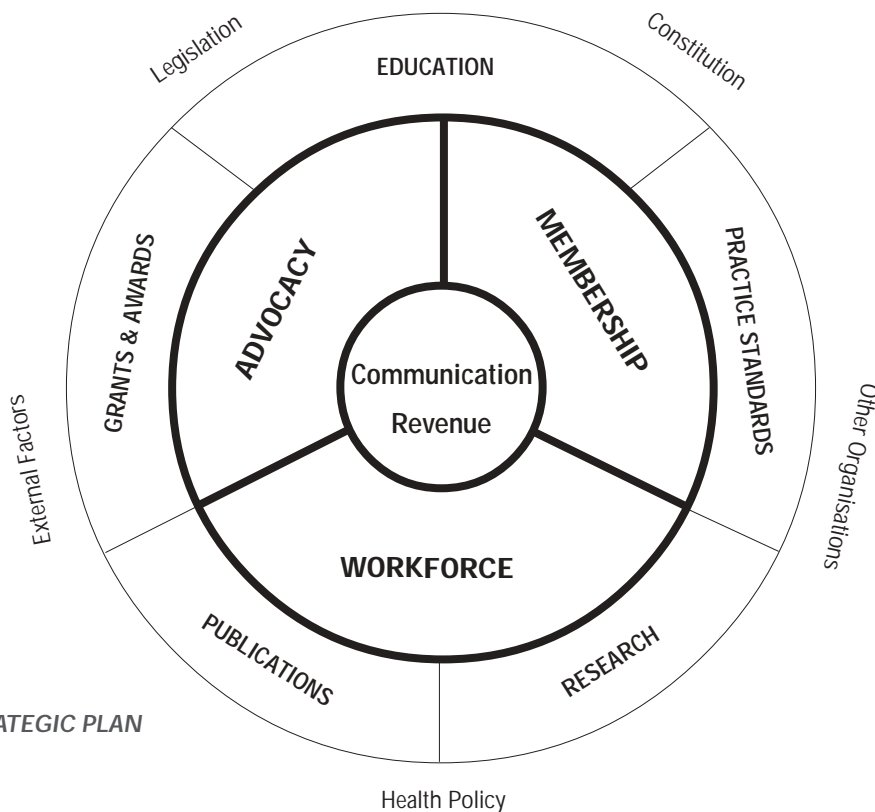 Legislation
Constitution
EDUCATION
GRANTS & AWARDS
ADVOCACY
MEMBERSHIP
PRACTICE STANDARDS
Communication
Revenue
External Factors
Other Organisations
WORKFORCE
PUBLICATIONS
RESEARCH
ATEGIC PLAN
Health Policy